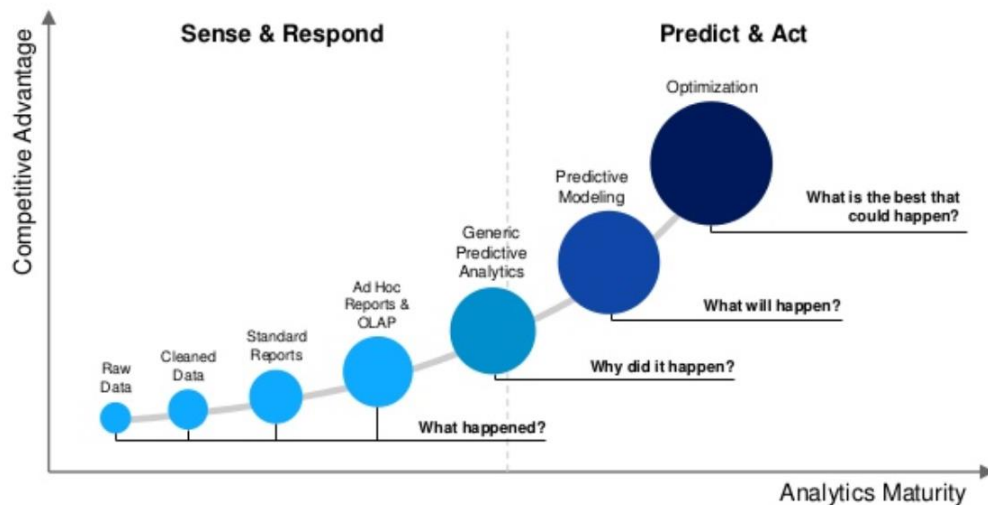 Sense & Respond
Predict & Act
Competitive Advantage
Optimization
Predictive
Modeling
What is the best that
could happen?
Generic
Predictive
Analytics
Ad Hoc
Reports &
OLAP
What will happen?
Standard
Reports
Cleaned
Data
Raw
Data
Why did it happen?
What happened?
Analytics Maturity